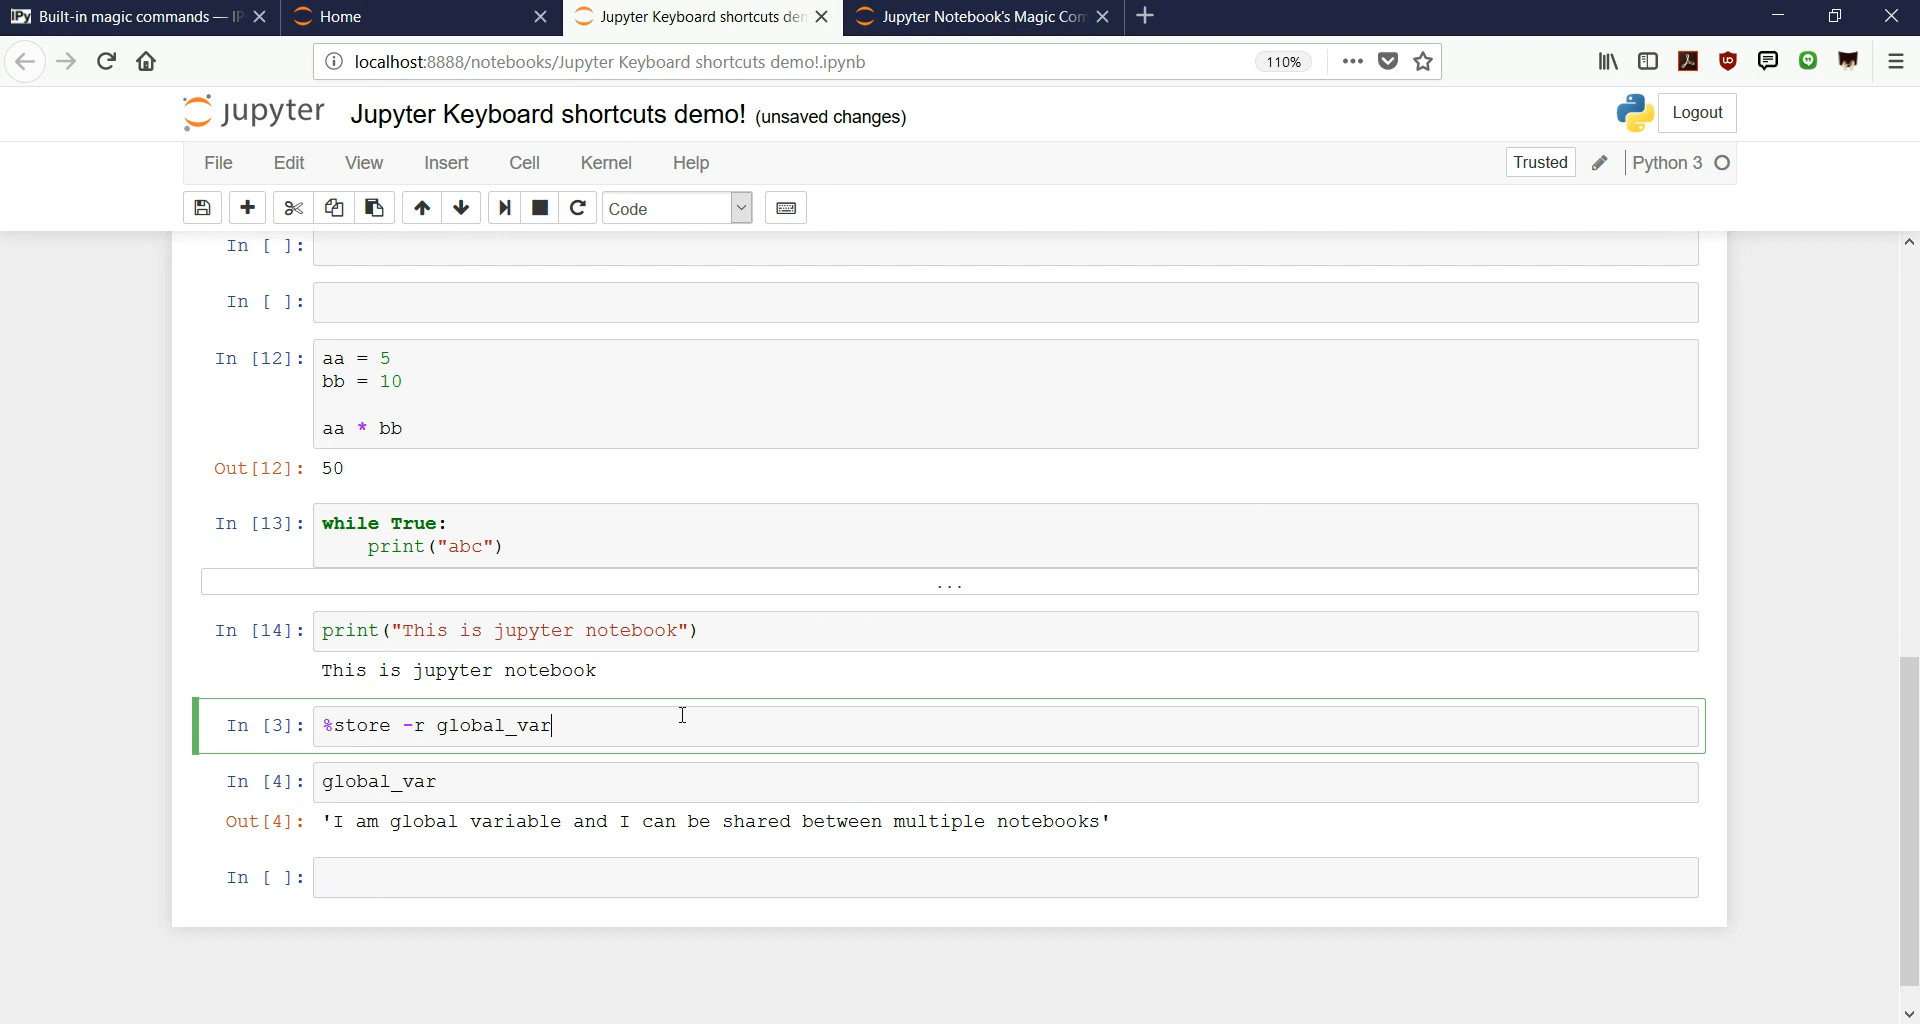 IPy Built-in magic commands — IP
Home
Jupyter Keyboard shortcuts den
Jupyter Notebook's Magic Com
localhost:8888/notebooks/Jupyter Keyboard shortcuts demo!.ipynb
110%
jupyter Jupyter Keyboard shortcuts demo! (unsaved changes)
Logout
File Edit View Insert Cell Kernel Help
Trusted Python 3
Code
In [ ]:
In [ ]:
In [12]: aa = 5
bb = 10
aa * bb
Out[12]: 50
In [13]: while True:
print("abc")
...
In [14]: print("This is jupyter notebook")
This is jupyter notebook
In [3]: %store -r global_var
In [4]: global_var
Out[4]: 'I am global variable and I can be shared between multiple notebooks'
In [ ]: